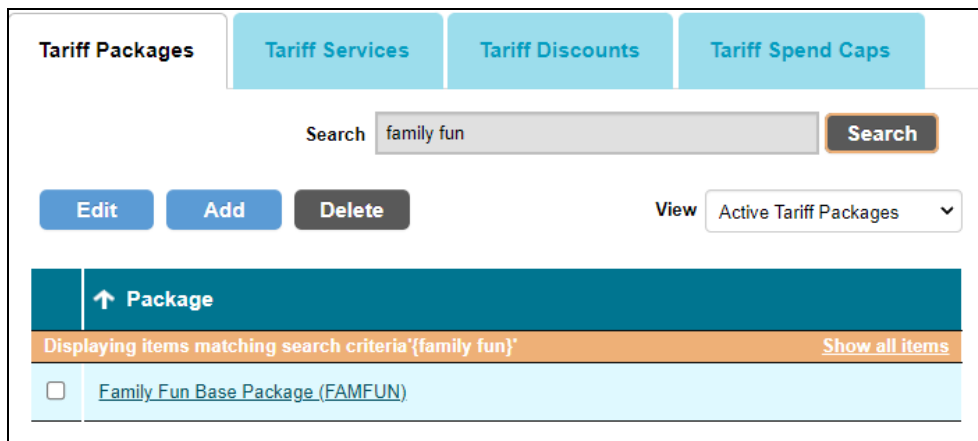 Tariff Packages Tariff Services Tariff Discounts Tariff Spend Caps
Search family fun Search
Edit Add Delete View Active Tariff Packages
Package
Displaying items matching search criteria'{family fun}' Show all items
Family Fun Base Package (FAMFUN)